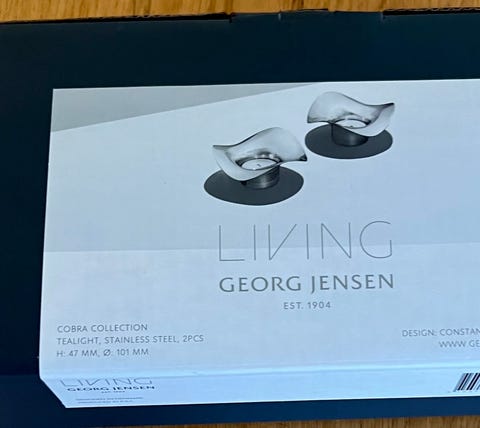 LIVING
GEORG JENSEN
EST. 1904
COBRA COLLECTION
TEALIGHT, STAINLESS STEEL, 2PCS
H: 47 MM, Ø: 101 MM
DESIGN: CONSTAN
WWW.GE
LIVING
GEORG JENSEN